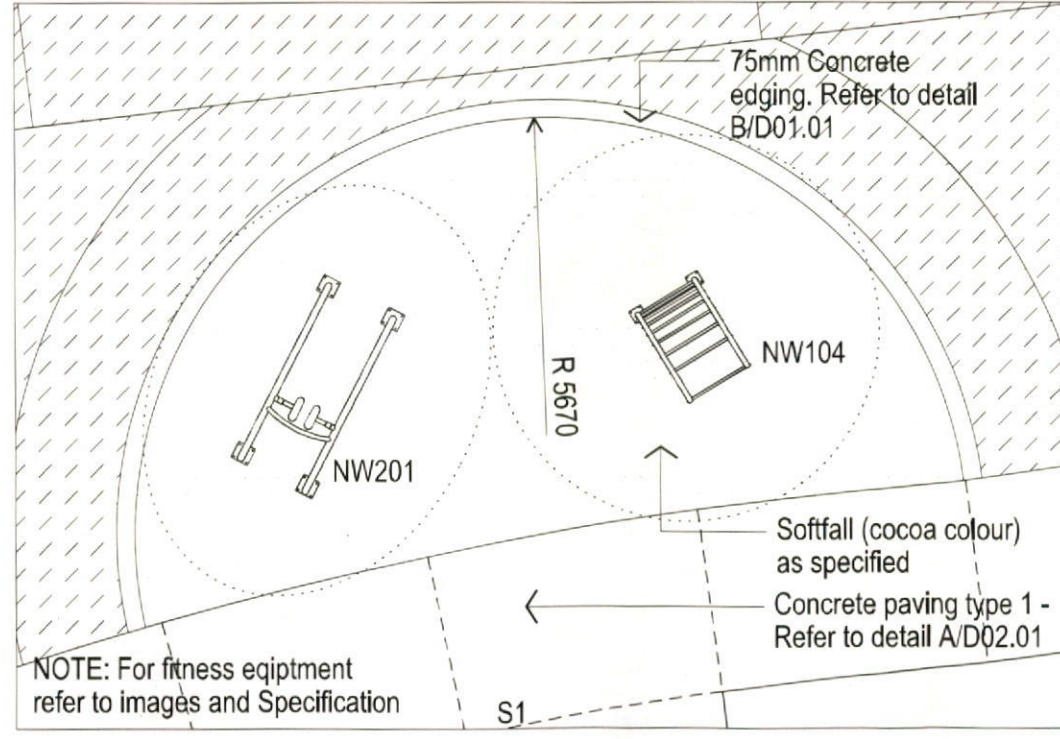 75mm Concrete
edging. Refer to detail
B/D01.01
R 5670
NW104
NW201
Softfall (cocoa colour)
as specified
Concrete paving type 1 -
Refer to detail A/D02.01
NOTE: For fitness eqiptment
refer to images and Specification
S1